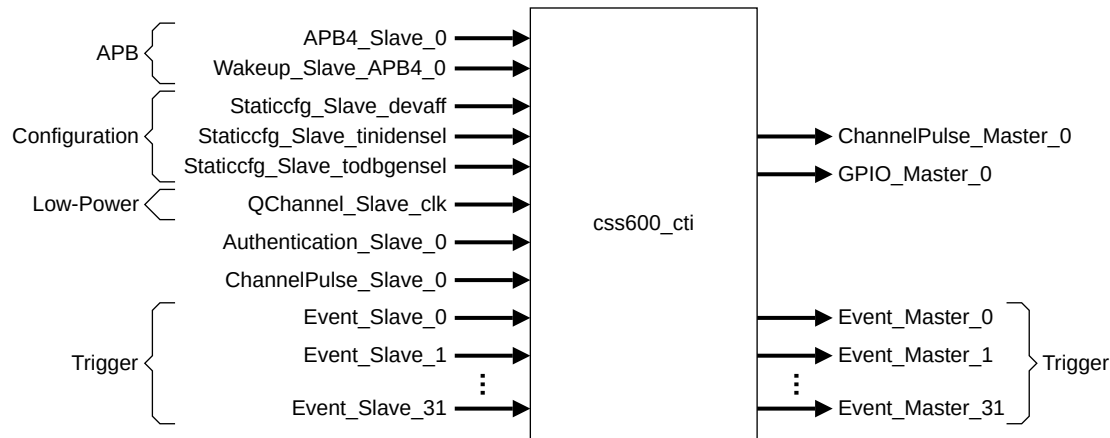 APB
APB4_Slave_0
Wakeup_Slave_APB4_0
Configuration
Staticcfg_Slave_devaff
Staticcfg_Slave_tinidensel
Staticcfg_Slave_todbgensel
Low-Power
QChannel_Slave_clk
Authentication_Slave_0
ChannelPulse_Slave_0
Trigger
Event_Slave_0
Event_Slave_1
Event_Slave_31
css600_cti
ChannelPulse_Master_0
GPIO_Master_0
Event_Master_0
Event_Master_1
Event_Master_31
Trigger